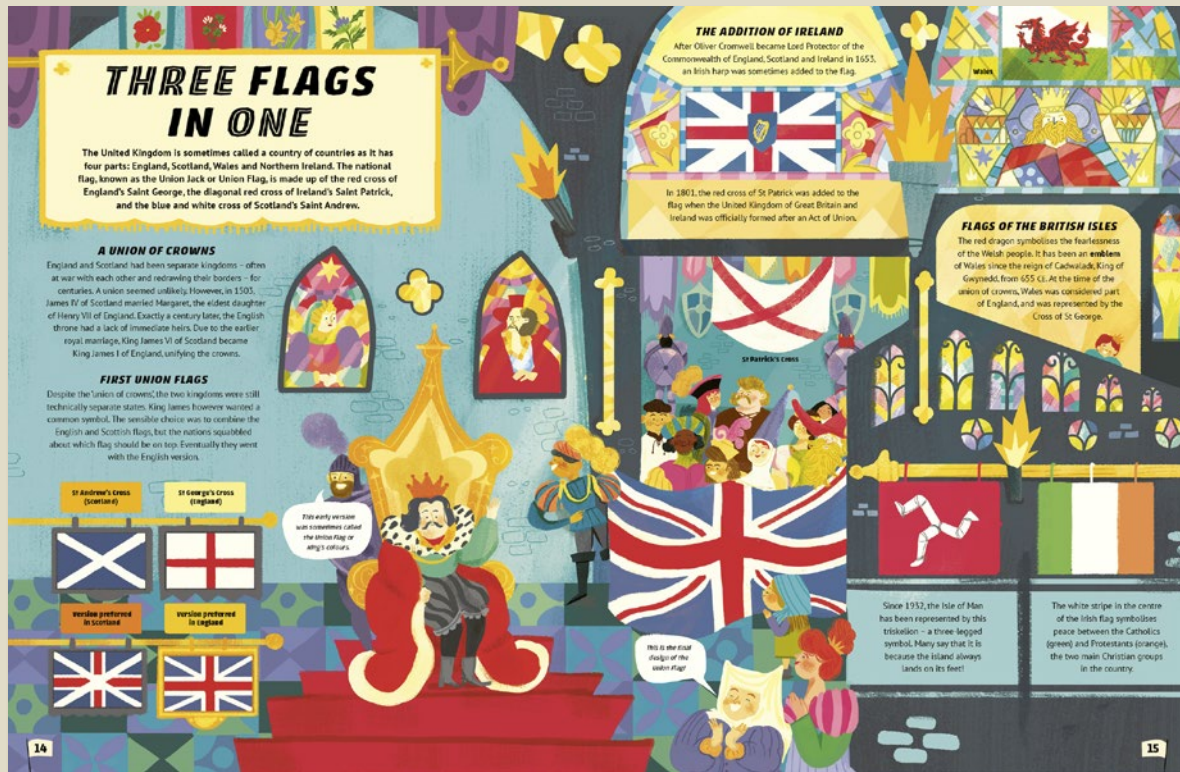 THREE FLAGS
IN ONE
The United Kingdom is sometimes called a country of countries as it has
four parts: England, Scotland, Wales and Northern Ireland. The national
flag, known as the Union Jack or Union Flag, is made up of the red cross of
England's Saint George, the diagonal red cross of Ireland's Saint Patrick,
and the blue and white cross of Scotland's Saint Andrew.
A UNION OF CROWNS
England and Scotland had been separate kingdoms – often
at war with each other and redrawing their borders – for
centuries. A union seemed unlikely. However, in 1503,
James IV of Scotland married Margaret, the eldest daughter
of Henry VII of England. Exactly a century later, the English
throne had a lack of immediate heirs. Due to the earlier
royal marriage, King James VI of Scotland became
King James I of England, unifying the crowns.
FIRST UNION FLAGS
Despite the 'union of crowns', the two kingdoms were still
technically separate states. King James however wanted a
common symbol. The sensible choice was to combine the
English and Scottish flags, but the nations squabbled
about which flag should be on top. Eventually they went
with the English version.
St Andrew's Cross
(Scotland)
St George's Cross
(England)
Version preferred
in Scotland
Version preferred
in England
This early version
was sometimes called
the Union Flag or
king's colours.
14
THE ADDITION OF IRELAND
After Oliver Cromwell became Lord Protector of the
Commonwealth of England, Scotland and Ireland in 1653,
an Irish harp was sometimes added to the flag.
In 1801, the red cross of St Patrick was added to the
flag when the United Kingdom of Great Britain and
Ireland was officially formed after an Act of Union.
St Patrick's Cross
This is the final
design of the
Union Flag!
Wales
FLAGS OF THE BRITISH ISLES
The red dragon symbolises the fearlessness
of the Welsh people. It has been an emblem
of Wales since the reign of Cadwaladr, King of
Gwynedd, from 655 CE. At the time of the
union of crowns, Wales was considered part
of England, and was represented by the
Cross of St George.
Since 1932, the Isle of Man
has been represented by this
triskelion – a three-legged
symbol. Many say that it is
because the island always
lands on its feet!
The white stripe in the centre
of the Irish flag symbolises
peace between the Catholics
(green) and Protestants (orange),
the two main Christian groups
in the country.
15